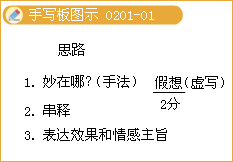 手写板图示 0201-01
思路
1. 妙在哪?(手法) 假想(虚写)
2分
2. 串释
3. 表达效果和情感主旨